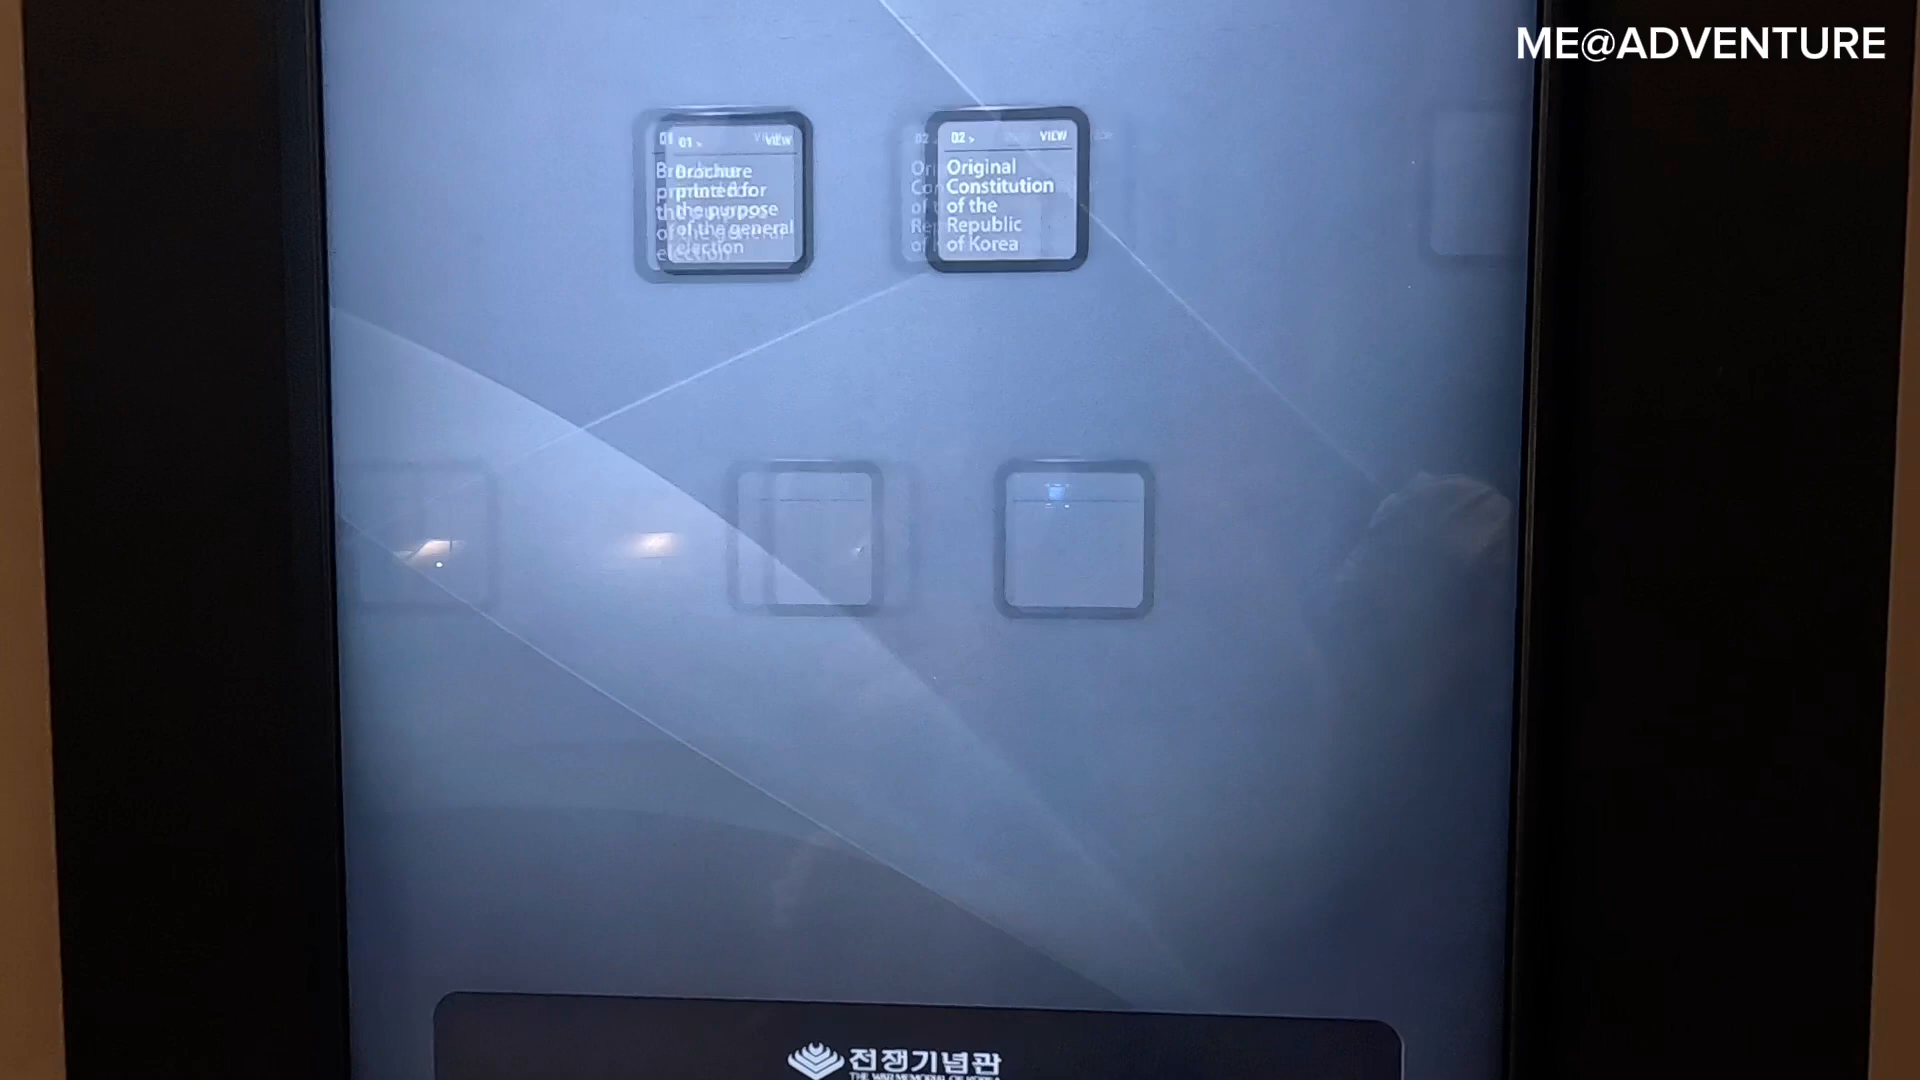 ME@ADVENTURE
01 > VIEW
Brochure
printed for
the purpose
of the general
election
02 > VIEW
Original
Constitution
of the
Republic
of Korea
전쟁기념관
THE WAR MEMORIAL OF KOREA